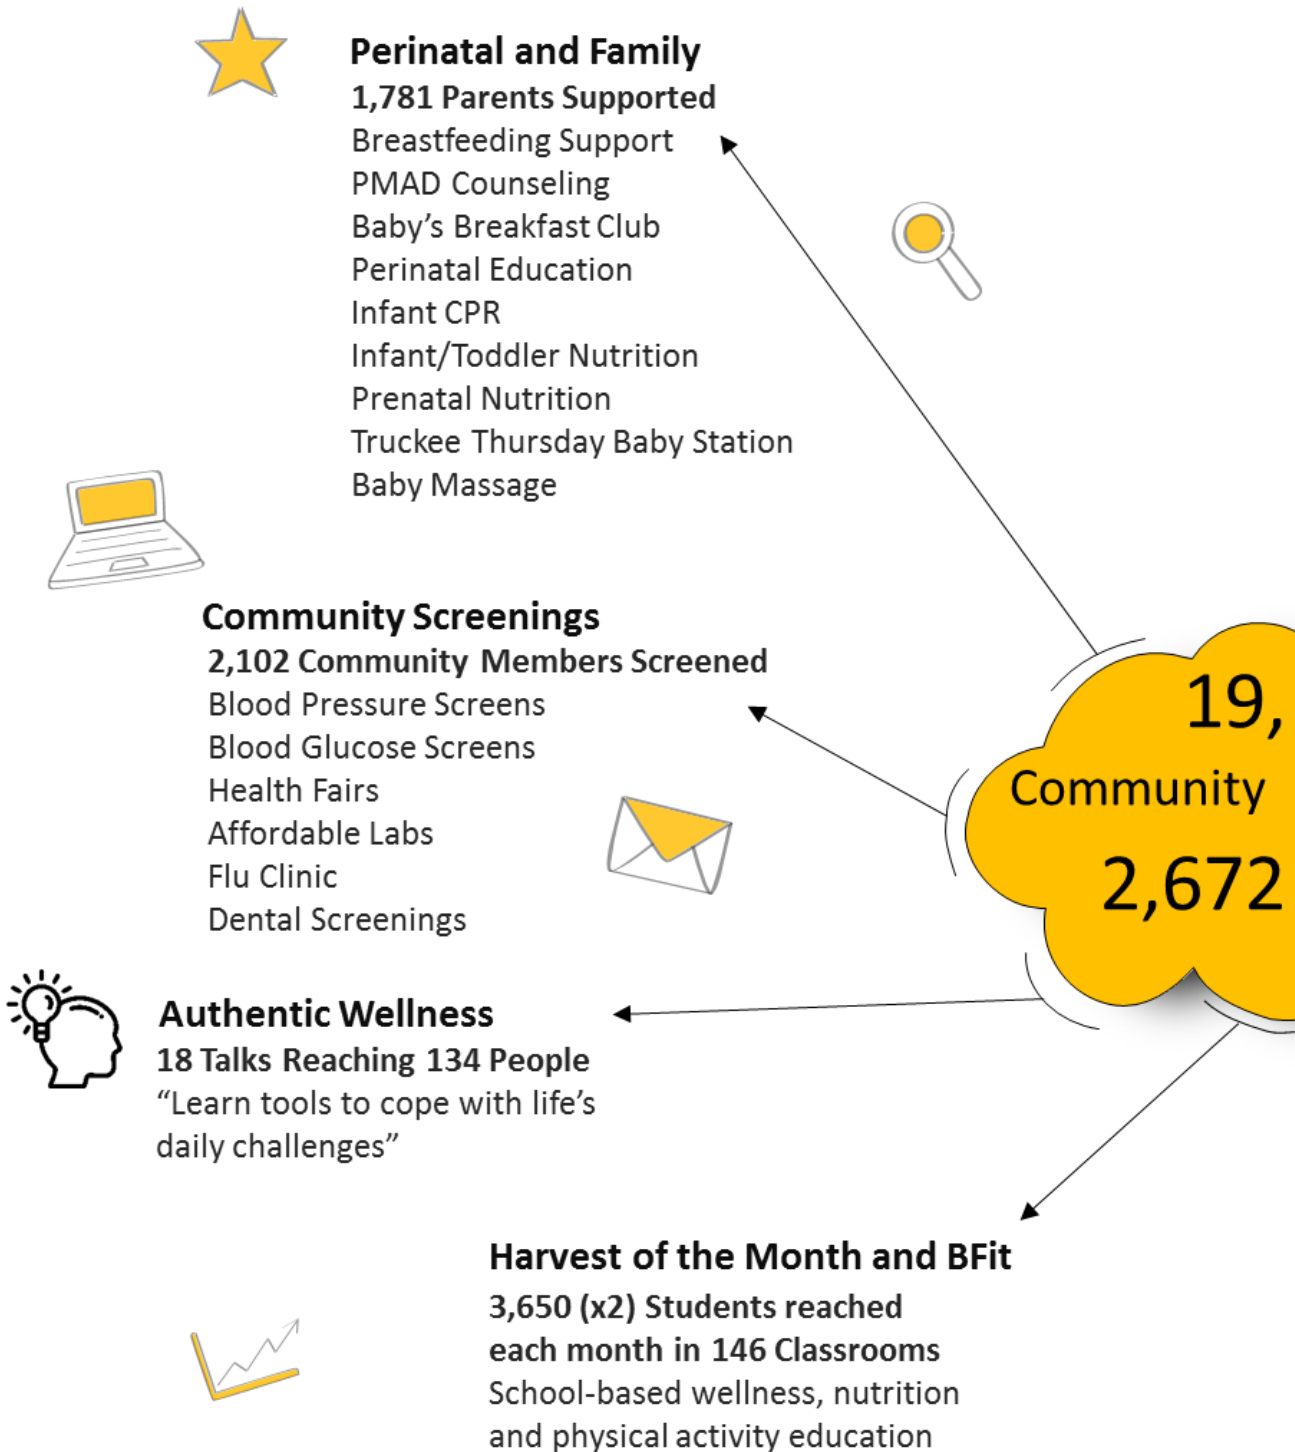 Perinatal and Family
1,781 Parents Supported
Breastfeeding Support
PMAD Counseling
Baby’s Breakfast Club
Perinatal Education
Infant CPR
Infant/Toddler Nutrition
Prenatal Nutrition
Truckee Thursday Baby Station
Baby Massage
Community Screenings
2,102 Community Members Screened
Blood Pressure Screens
Blood Glucose Screens
Health Fairs
Affordable Labs
Flu Clinic
Dental Screenings
19,
Community
2,672
Authentic Wellness
18 Talks Reaching 134 People
“Learn tools to cope with life’s
daily challenges”
Harvest of the Month and BFit
3,650 (x2) Students reached
each month in 146 Classrooms
School-based wellness, nutrition
and physical activity education